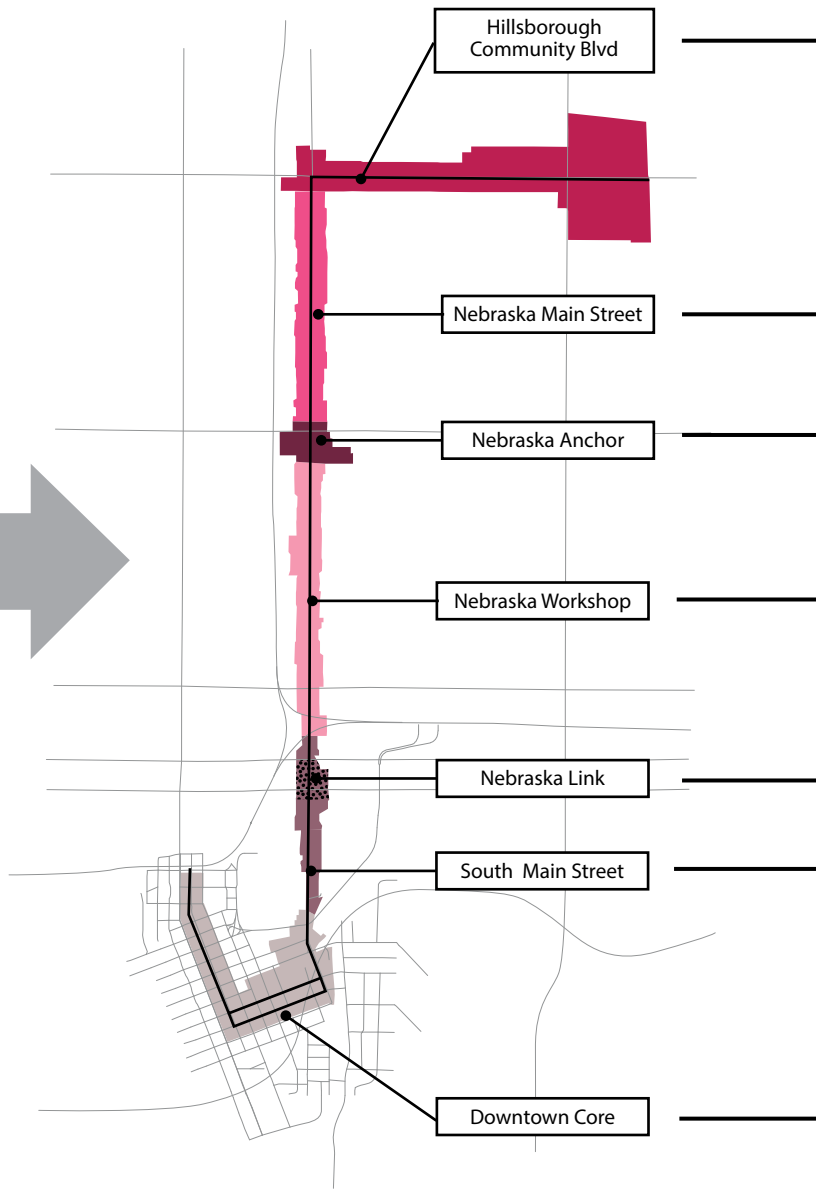 Hillsborough
Community Blvd
Nebraska Main Street
Nebraska Anchor
Nebraska Workshop
Nebraska Link
South Main Street
Downtown Core